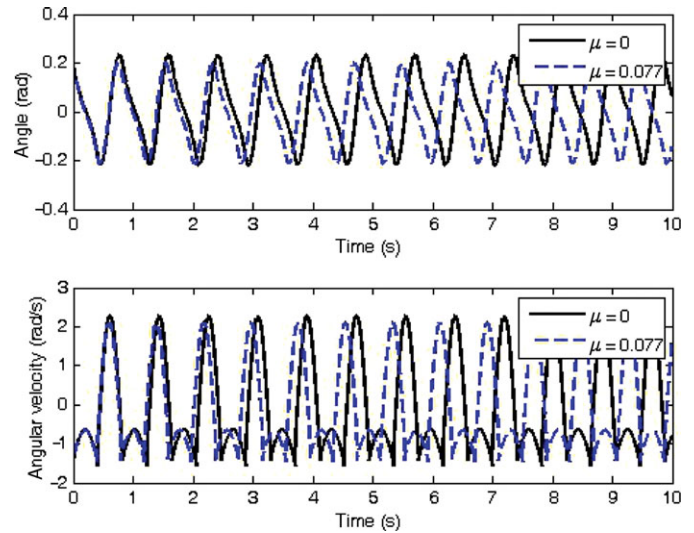 0.4
0.2
0
-0.2
-0.4
Angle (rad)
μ = 0
μ = 0.077
0 1 2 3 4 5 6 7 8 9 10
Time (s)
3
2
1
0
-1
-2
Angular velocity (rad/s)
μ = 0
μ = 0.077
0 1 2 3 4 5 6 7 8 9 10
Time (s)